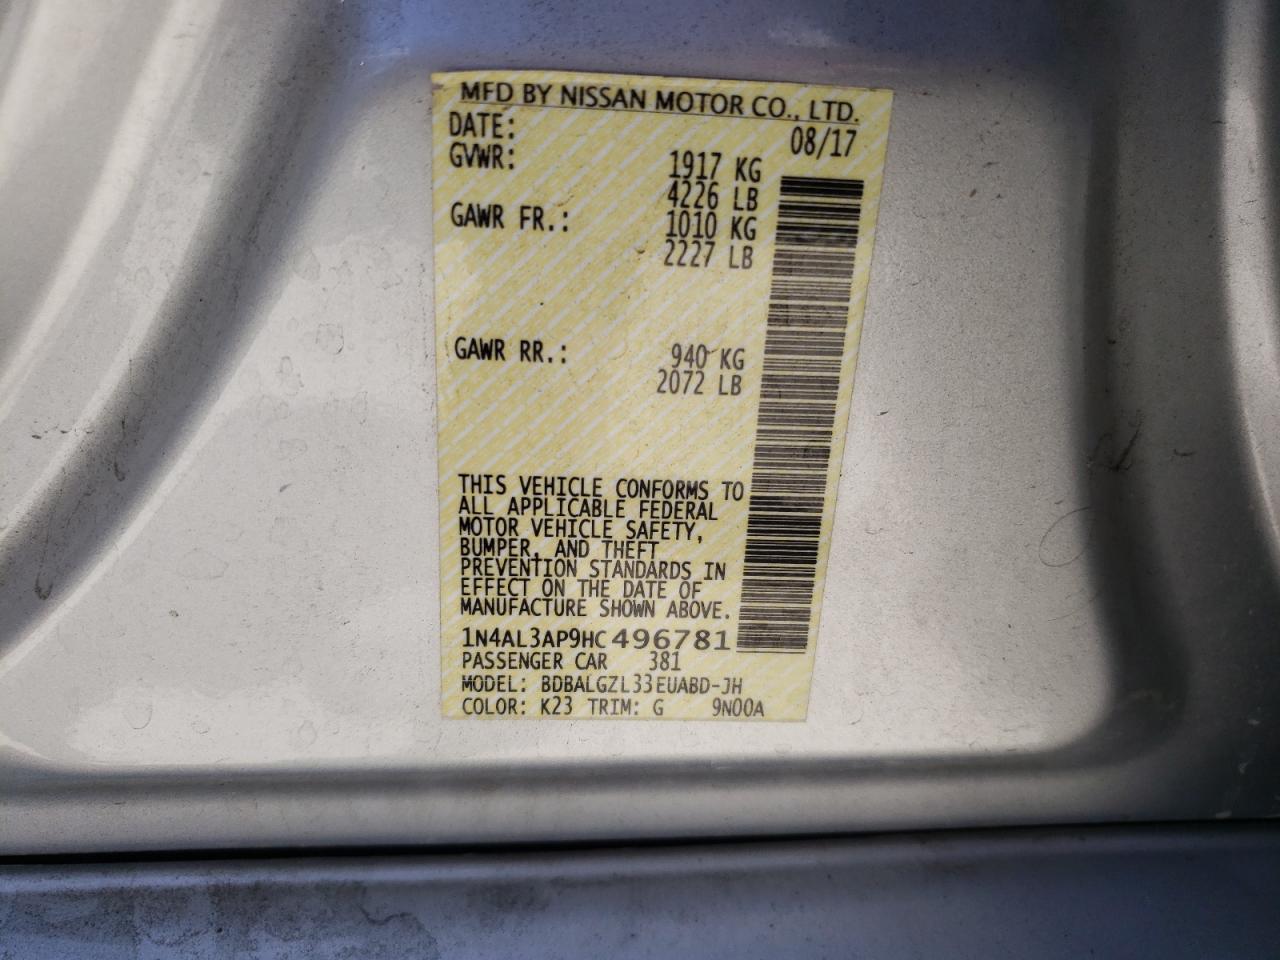 MFD BY NISSAN MOTOR CO., LTD.
DATE: 08/17
GVWR: 1917 KG
4226 LB
GAWR FR.: 1010 KG
2227 LB
GAWR RR.: 940 KG
2072 LB
THIS VEHICLE CONFORMS TO
ALL APPLICABLE FEDERAL
MOTOR VEHICLE SAFETY,
BUMPER, AND THEFT
PREVENTION STANDARDS IN
EFFECT ON THE DATE OF
MANUFACTURE SHOWN ABOVE.
1N4AL3AP9HC496781
PASSENGER CAR 381
MODEL: BDBALGZL33EUABD-JH
COLOR: K23 TRIM: G 9N00A